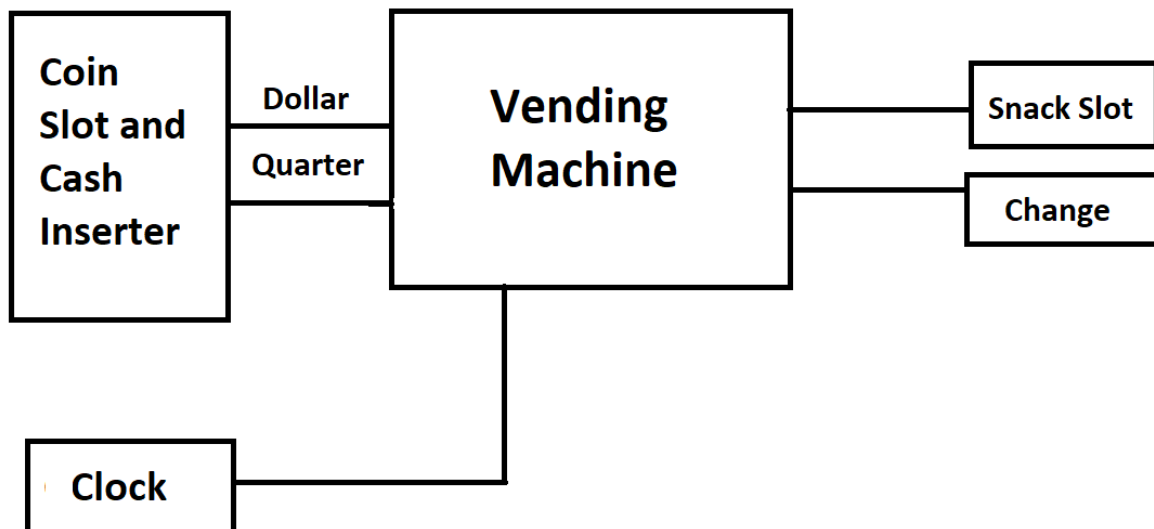 Coin
Slot and
Cash
Inserter
Dollar
Quarter
Vending
Machine
Snack Slot
Change
Clock